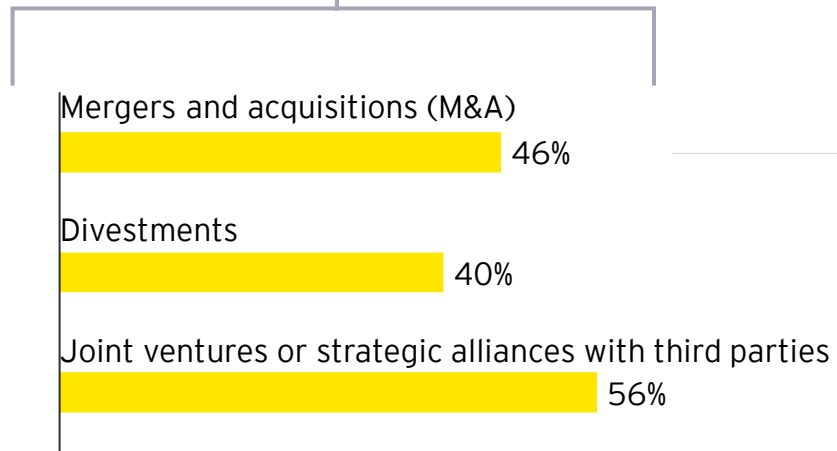 Mergers and acquisitions (M&A)
46%
Divestments
40%
Joint ventures or strategic alliances with third parties
56%